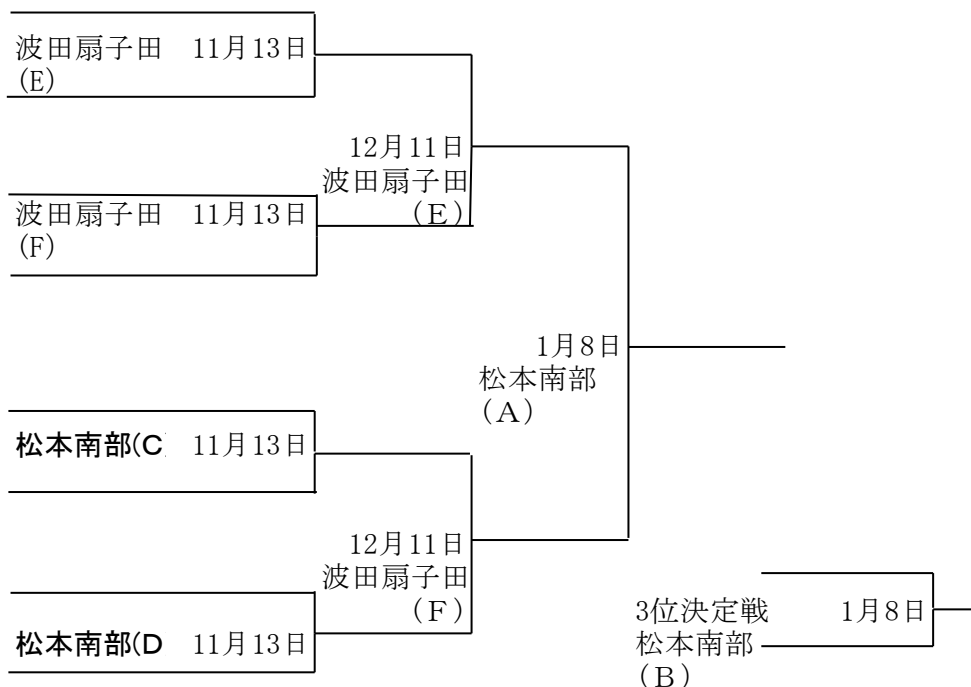 波田扇子田 11月13日
(E)
12月11日
波田扇子田
(E)
波田扇子田 11月13日
(F)
1月8日
松本南部
(A)
松本南部(C 11月13日
12月11日
波田扇子田
(F)
松本南部(D 11月13日
3位決定戦 1月8日
松本南部
(B)